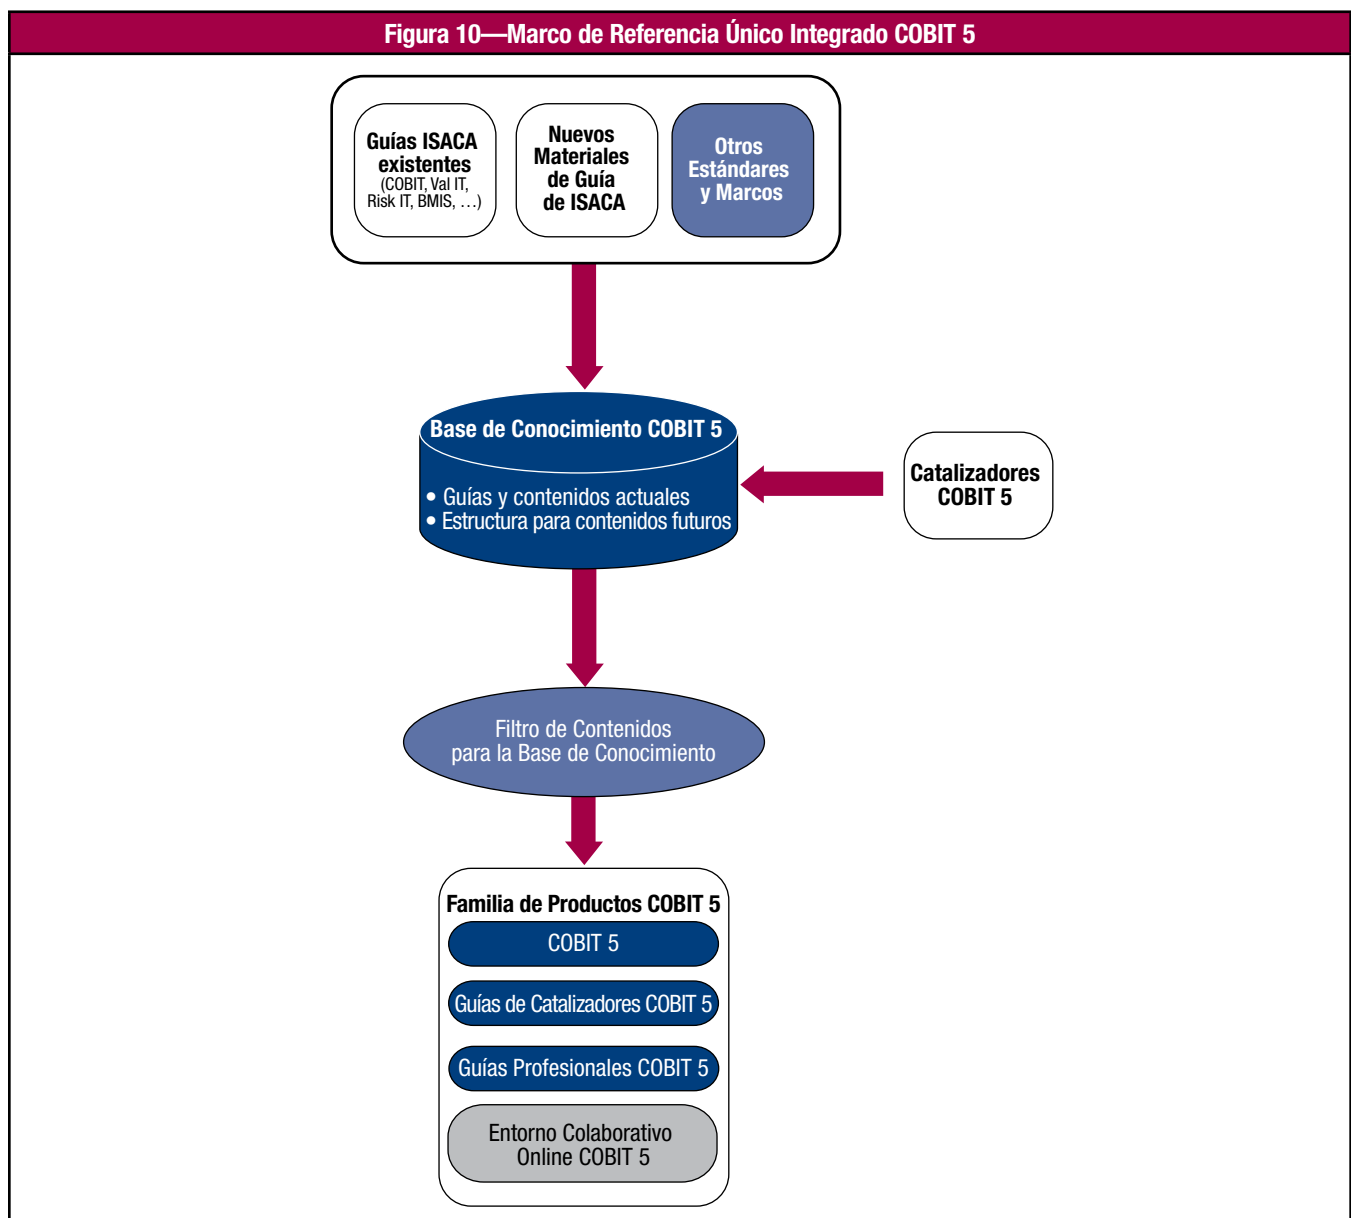 Figura 10—Marco de Referencia Único Integrado COBIT 5
Guías ISACA
existentes
(COBIT, Val IT,
Risk IT, BMIS, …)
Nuevos
Materiales
de Guía
de ISACA
Otros
Estándares
y Marcos
Base de Conocimiento COBIT 5
• Guías y contenidos actuales
• Estructura para contenidos futuros
Catalizadores
COBIT 5
Filtro de Contenidos
para la Base de Conocimiento
Familia de Productos COBIT 5
COBIT 5
Guías de Catalizadores COBIT 5
Guías Profesionales COBIT 5
Entorno Colaborativo
Online COBIT 5